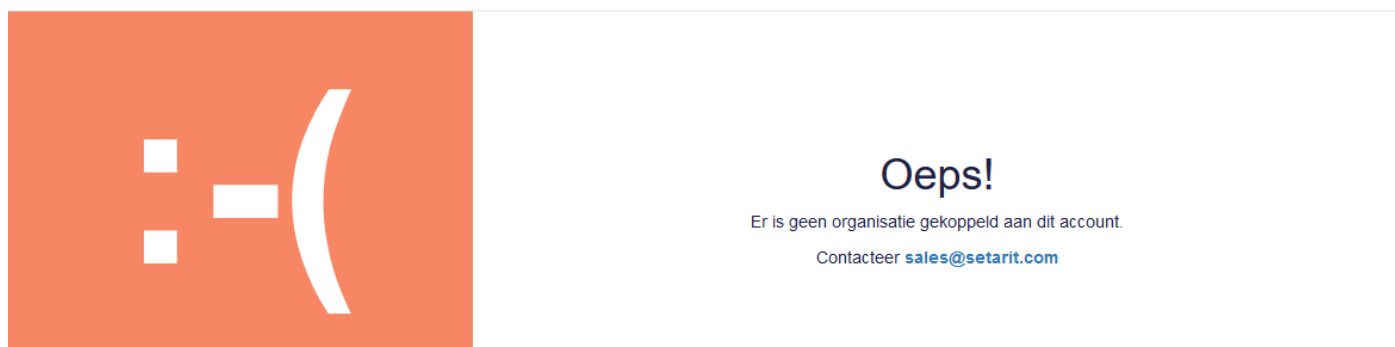 :-(
Oeps!
Er is geen organisatie gekoppeld aan dit account.
Contacteer sales@setarit.com